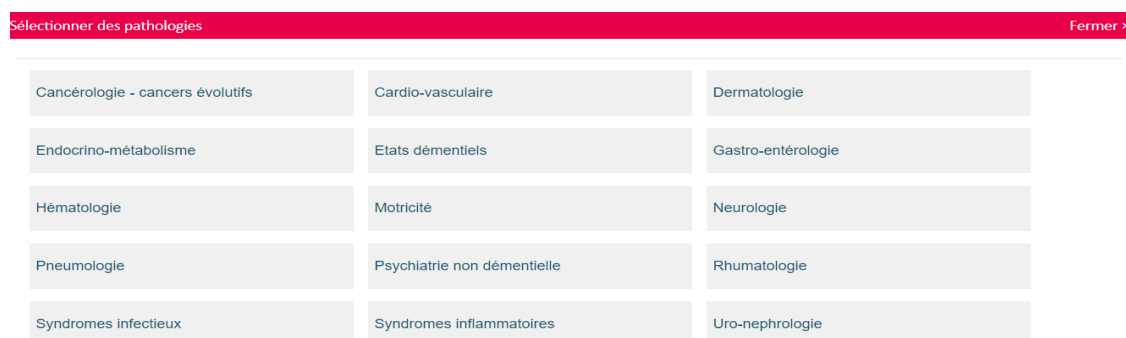 Sélectionner des pathologies Fermer ×
Cancérologie - cancers évolutifs Cardio-vasculaire Dermatologie
Endocrino-métabolisme Etats démentiels Gastro-entérologie
Hématologie Motricité Neurologie
Pneumologie Psychiatrie non démentielle Rhumatologie
Syndromes infectieux Syndromes inflammatoires Uro-nephrologie